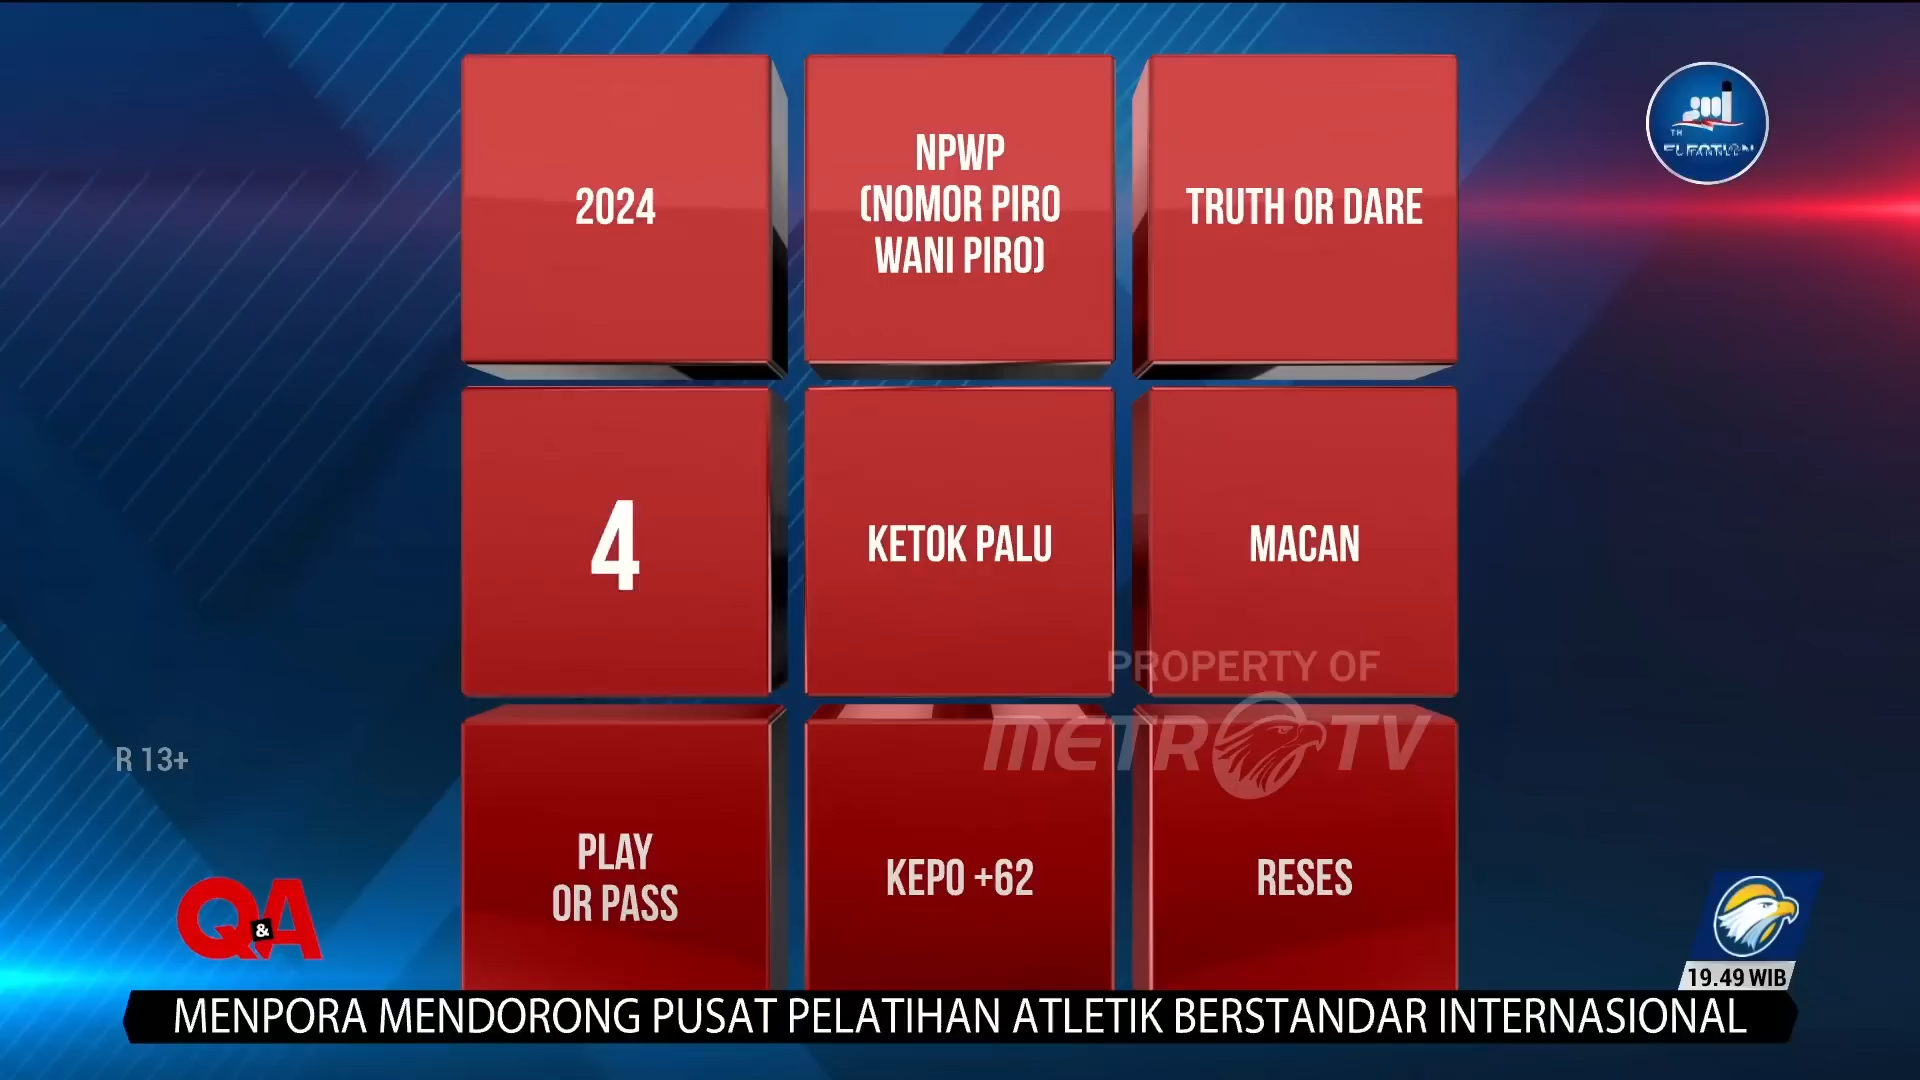 2024
NPWP
(NOMOR PIRO
WANI PIRO)
TRUTH OR DARE
4
KETOK PALU
MACAN
PROPERTY OF
METRO TV
R 13+
PLAY
OR PASS
KEPO +62
RESES
Q&A
19.49 WIB
MENPORA MENDORONG PUSAT PELATIHAN ATLETIK BERSTANDAR INTERNASIONAL